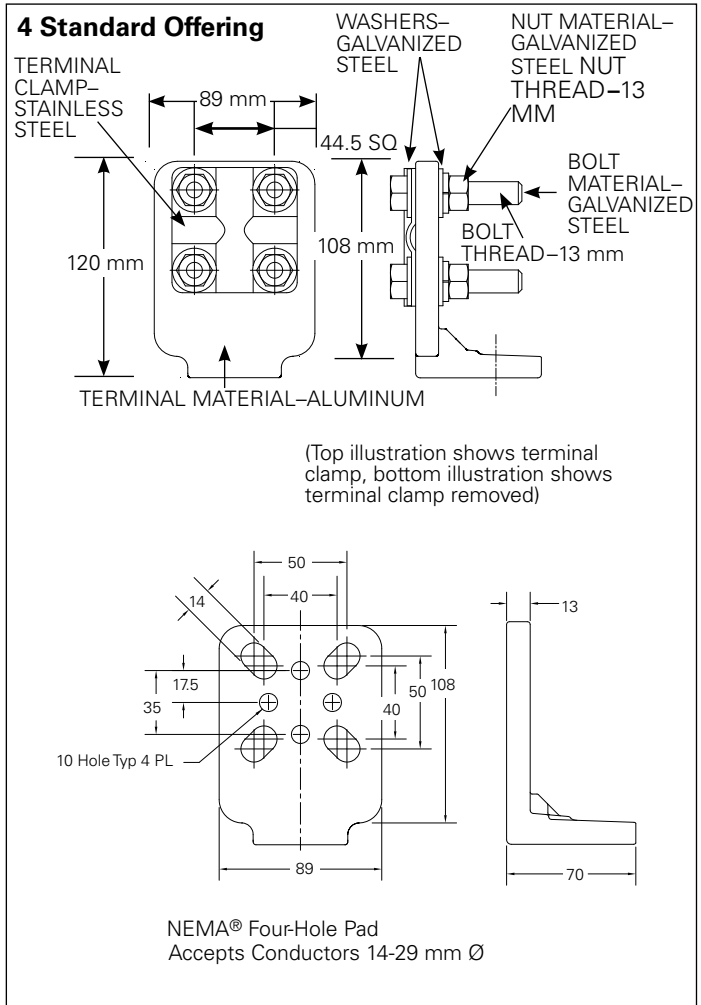 4 Standard Offering
TERMINAL
CLAMP–
STAINLESS
STEEL
WASHERS–
GALVANIZED
STEEL
NUT MATERIAL–
GALVANIZED
STEEL NUT
THREAD–13
MM
89 mm
44.5 SQ
BOLT
MATERIAL–
GALVANIZED
STEEL
BOLT
THREAD–13 mm
120 mm
108 mm
TERMINAL MATERIAL–ALUMINUM
(Top illustration shows terminal
clamp, bottom illustration shows
terminal clamp removed)
50
40
14
13
17.5
35
50
108
40
10 Hole Typ 4 PL
89
70
NEMA® Four-Hole Pad
Accepts Conductors 14-29 mm Ø